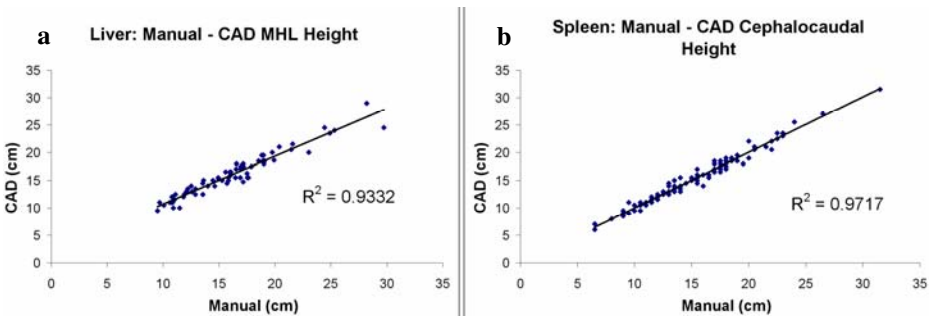 a
Liver: Manual - CAD MHL Height
35
30
25
20
15
10
5
0
CAD (cm)
R² = 0.9332
0 5 10 15 20 25 30 35
Manual (cm)
b
Spleen: Manual - CAD Cephalocaudal
Height
35
30
25
20
15
10
5
0
CAD (cm)
R² = 0.9717
0 5 10 15 20 25 30 35
Manual (cm)